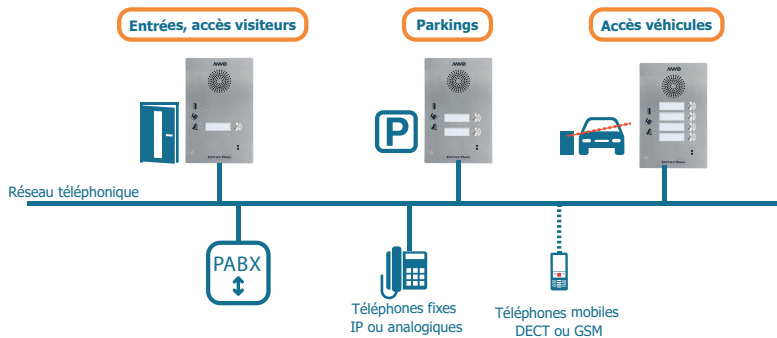 Entrées, accès visiteurs
Parkings
Accès véhicules
P
Réseau téléphonique
PABX
Téléphones fixes
IP ou analogiques
Téléphones mobiles
DECT ou GSM